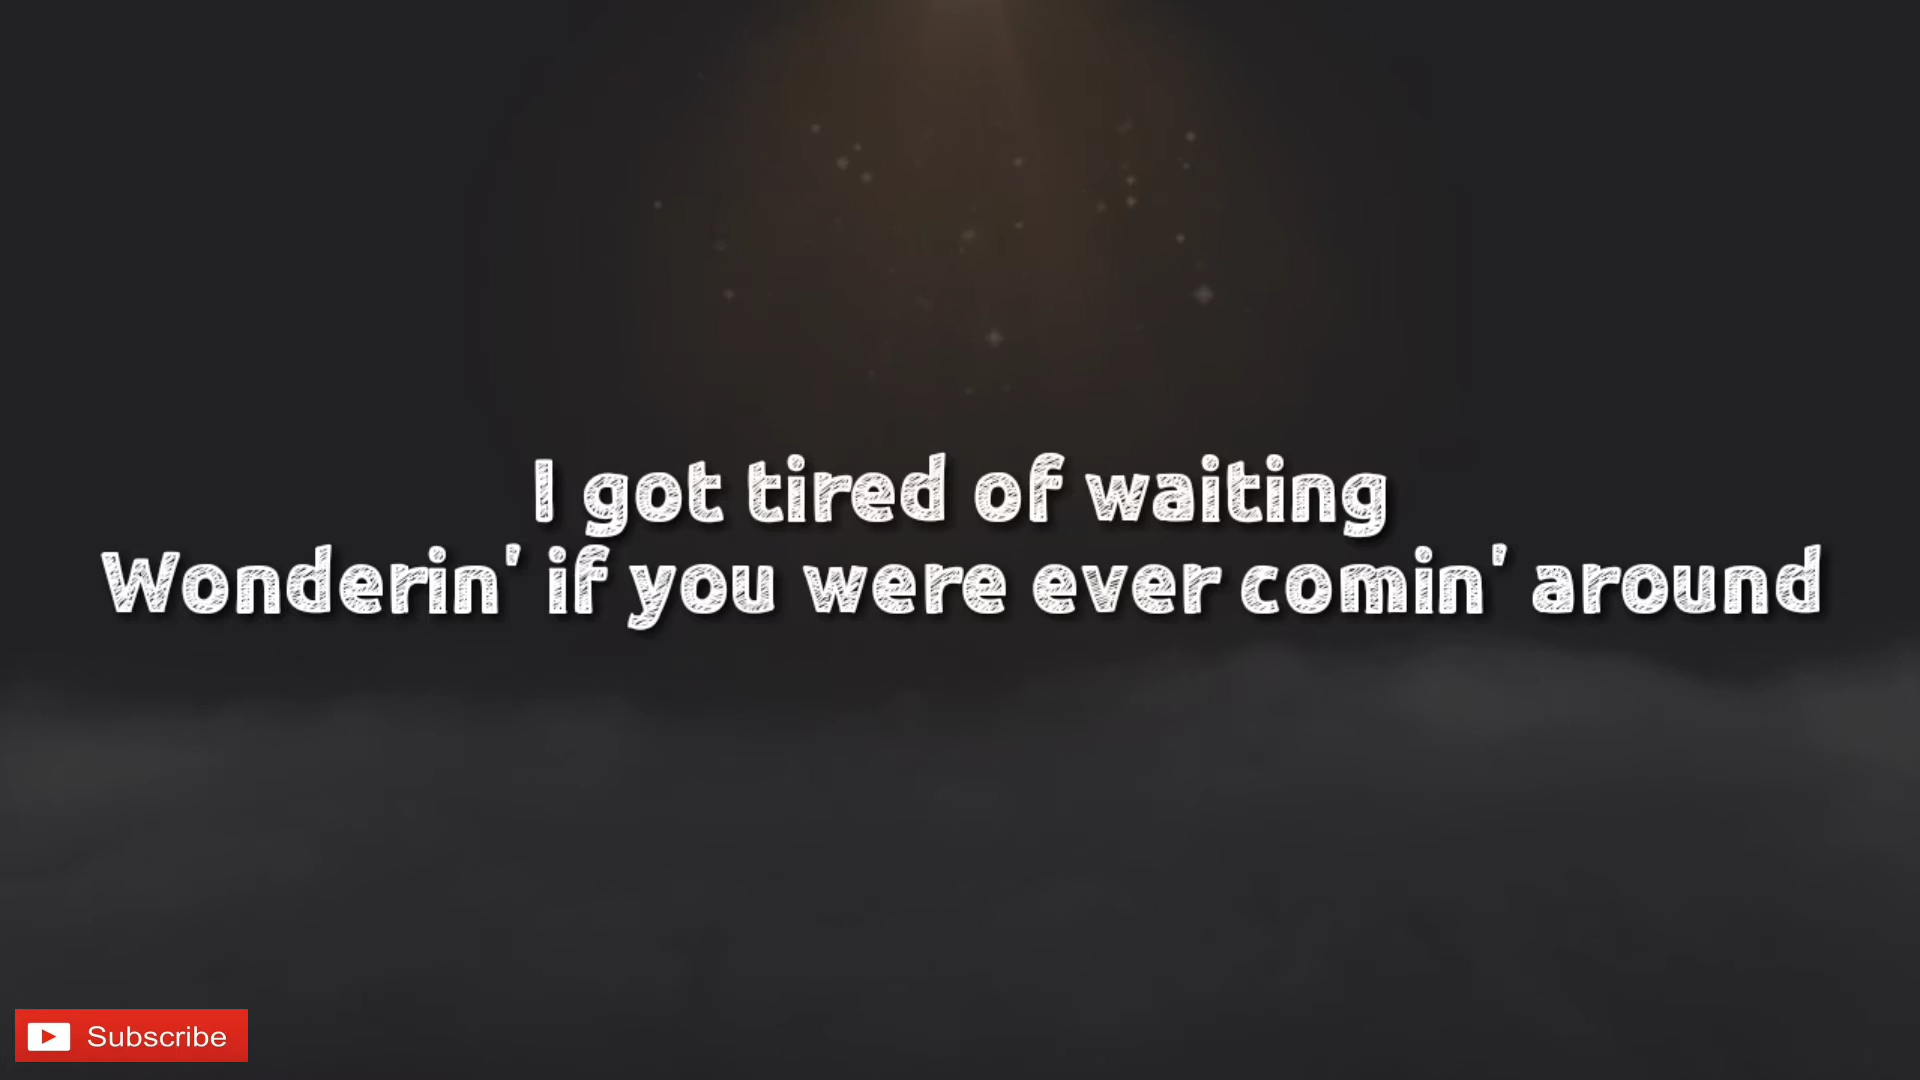 I got tired of waiting
Wonderin' if you were ever comin' around
Subscribe